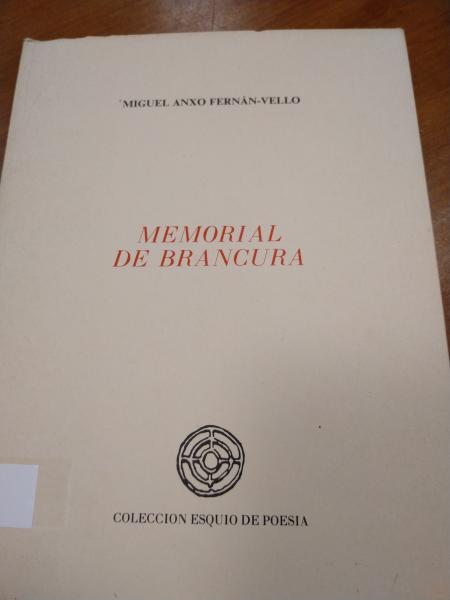 MIGUEL ANXO FERNÁN-VELLO
MEMORIAL
DE BRANCURA
COLECCION ESQUIO DE POESIA